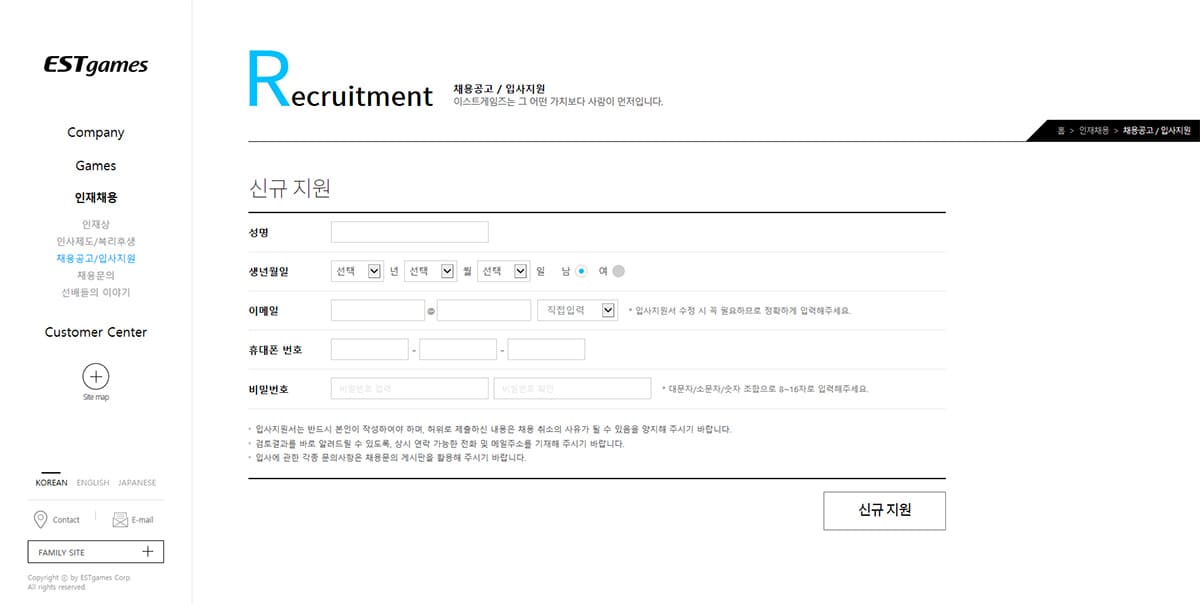 ESTgames
Company
Games
인재채용
인재상
인사제도/복리후생
채용공고/입사지원
채용문의
선배들의 이야기
Customer Center
Site map
KOREAN ENGLISH JAPANESE
Contact E-mail
FAMILY SITE
Copyright ⓒ by ESTgames Corp.
All rights reserved.
Recruitment
채용공고 / 입사지원
이스트게임즈는 그 어떤 가치보다 사람이 먼저입니다.
홈 > 인재채용 > 채용공고 / 입사지원
신규 지원
성명
생년월일 선택 년 선택 월 선택 일 남 여
이메일 @ 직접입력 * 입사지원서 수정 시 꼭 필요하므로 정확하게 입력해주세요.
휴대폰 번호 - -
비밀번호 비밀번호 입력 비밀번호 확인 * 대문자/소문자/숫자 조합으로 8~16자로 입력해주세요.
* 입사지원서는 반드시 본인이 작성하여야 하며, 허위로 제출하신 내용은 채용 취소의 사유가 될 수 있음을 양지해 주시기 바랍니다.
* 검토결과를 바로 알려드릴 수 있도록, 상시 연락 가능한 전화 및 메일주소를 기재해 주시기 바랍니다.
* 입사에 관한 각종 문의사항은 채용문의 게시판을 활용해 주시기 바랍니다.
신규 지원